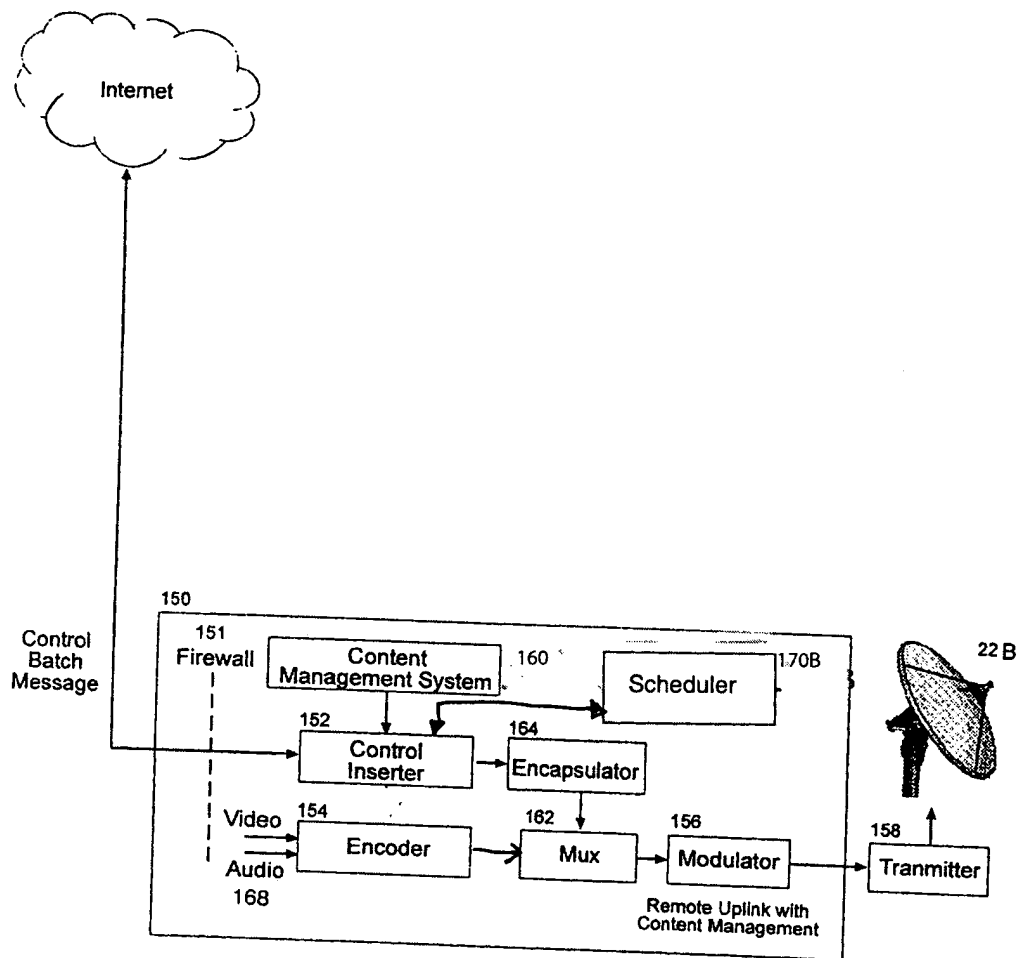 Internet
Control
Batch
Message
150
151
Firewall
Content
Management System
160
Scheduler
170B
22 B
152
Control
Inserter
164
Encapsulator
Video
Audio
168
154
Encoder
162
Mux
156
Modulator
158
Tranmitter
Remote Uplink with
Content Management